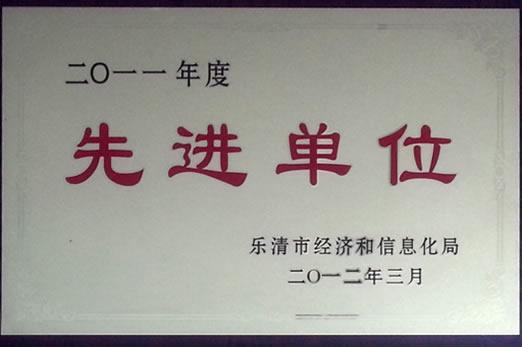 二〇一一年度
先进单位
乐清市经济和信息化局
二〇一二年三月